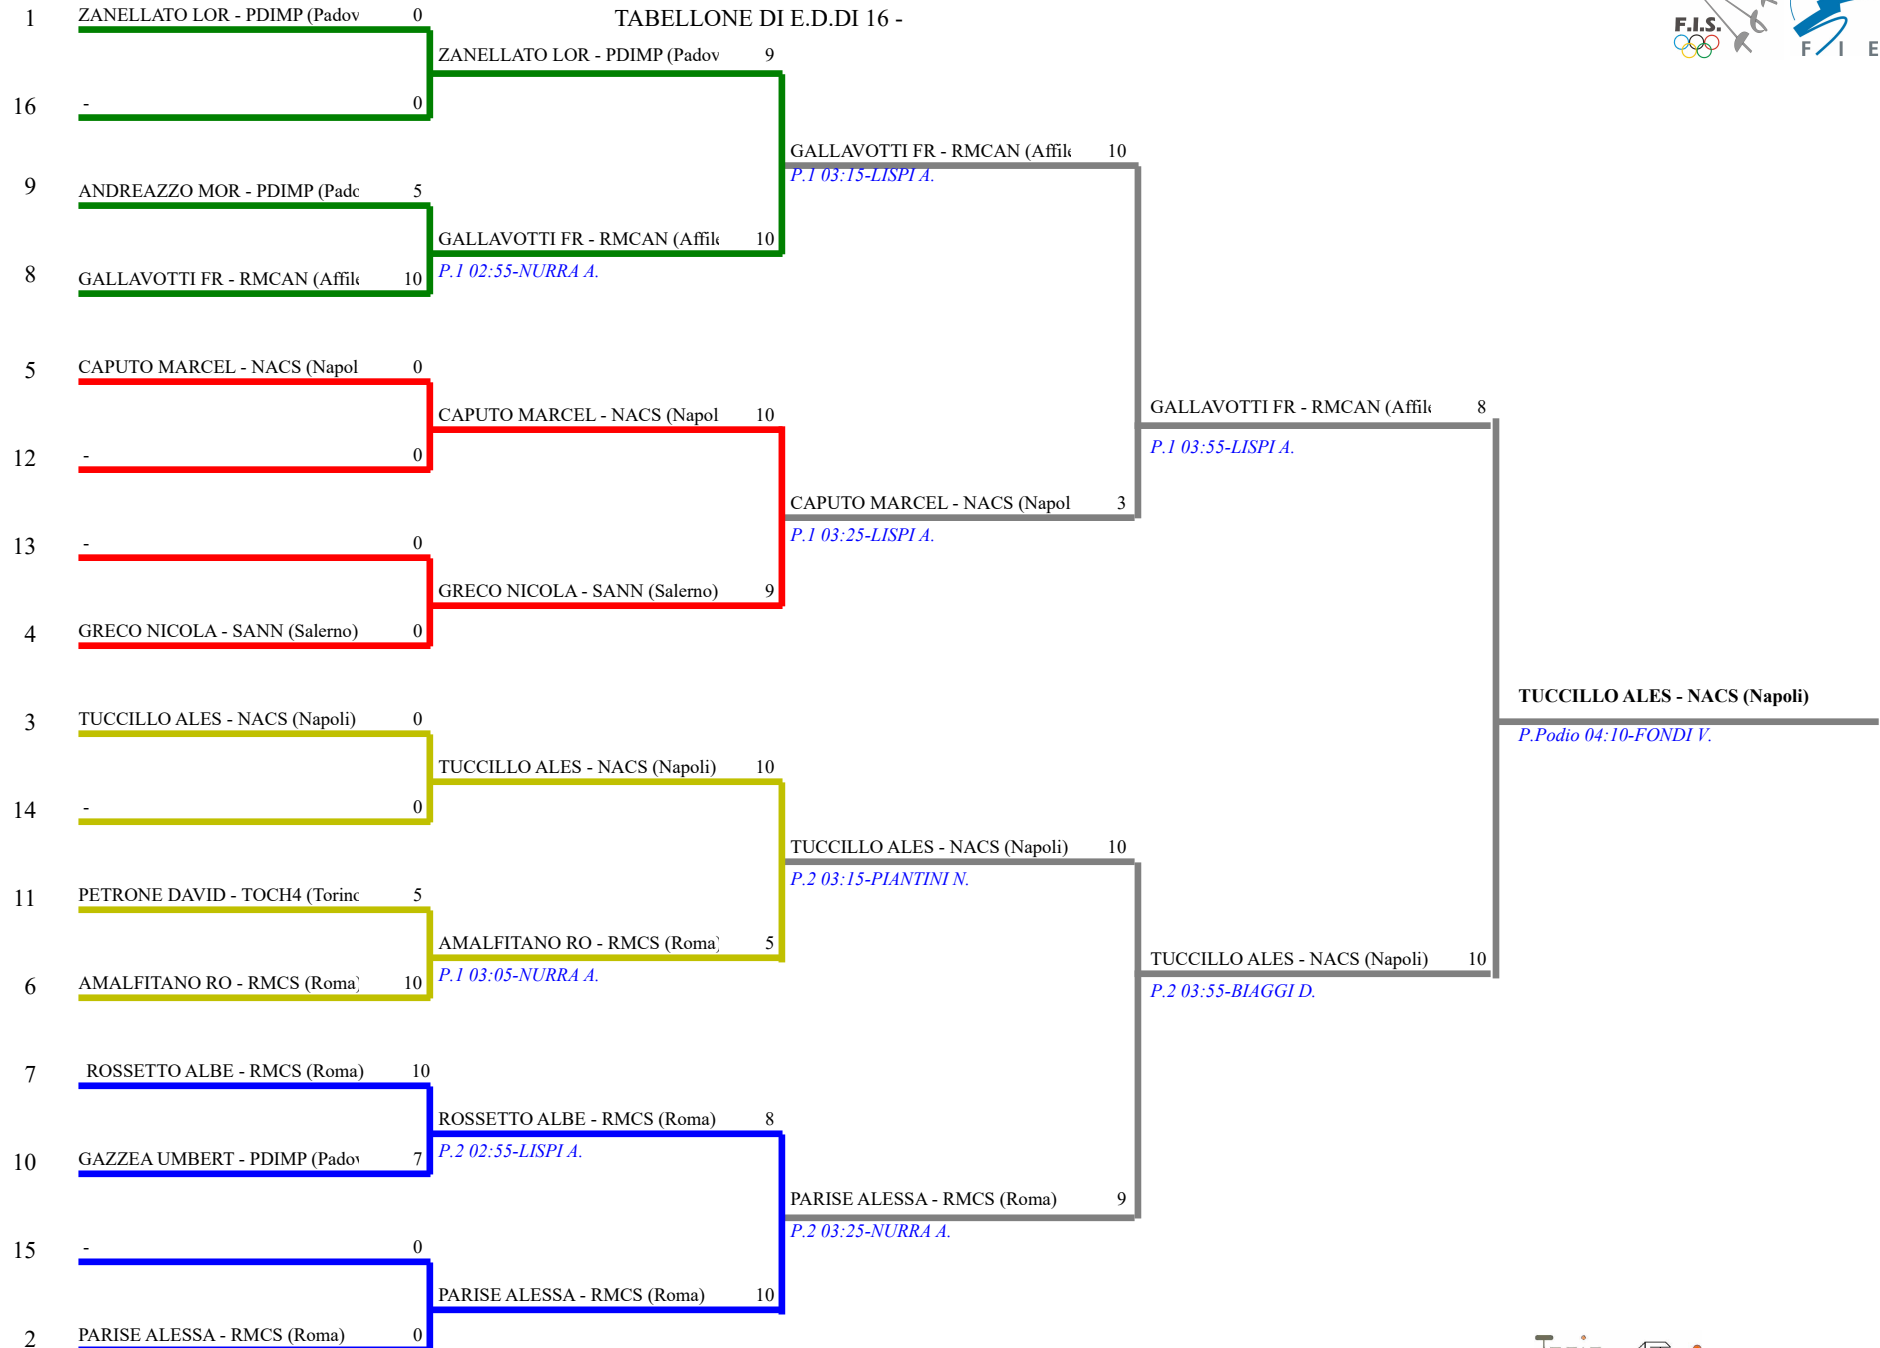 TABELLONE DI E.D.DI 16 -
F.I.S.
F I E
1 ZANELLATO LOR - PDIMP (Padov 0
ZANELLATO LOR - PDIMP (Padov 9
16 - 0
GALLAVOTTI FR - RMCAN (Affile 10
P.1 03:15-LISPI A.
9 ANDREAZZO MOR - PDIMP (Pado 5
GALLAVOTTI FR - RMCAN (Affile 10
P.1 02:55-NURRA A.
8 GALLAVOTTI FR - RMCAN (Affile 10
5 CAPUTO MARCEL - NACS (Napol 0
CAPUTO MARCEL - NACS (Napol 10
GALLAVOTTI FR - RMCAN (Affile 8
P.1 03:55-LISPI A.
12 - 0
CAPUTO MARCEL - NACS (Napol 3
P.1 03:25-LISPI A.
13 - 0
GRECO NICOLA - SANN (Salerno) 9
4 GRECO NICOLA - SANN (Salerno) 0
TUCCILLO ALES - NACS (Napoli)
P.Podio 04:10-FONDI V.
3 TUCCILLO ALES - NACS (Napoli) 0
TUCCILLO ALES - NACS (Napoli) 10
14 - 0
TUCCILLO ALES - NACS (Napoli) 10
P.2 03:15-PIANTINI N.
11 PETRONE DAVID - TOCH4 (Torino 5
AMALFITANO RO - RMCS (Roma) 5
P.1 03:05-NURRA A.
TUCCILLO ALES - NACS (Napoli) 10
P.2 03:55-BIAGGI D.
6 AMALFITANO RO - RMCS (Roma) 10
7 ROSSETTO ALBE - RMCS (Roma) 10
ROSSETTO ALBE - RMCS (Roma) 8
P.2 02:55-LISPI A.
10 GAZZEA UMBERT - PDIMP (Padov 7
PARISE ALESSA - RMCS (Roma) 9
P.2 03:25-NURRA A.
15 - 0
PARISE ALESSA - RMCS (Roma) 10
2 PARISE ALESSA - RMCS (Roma) 0